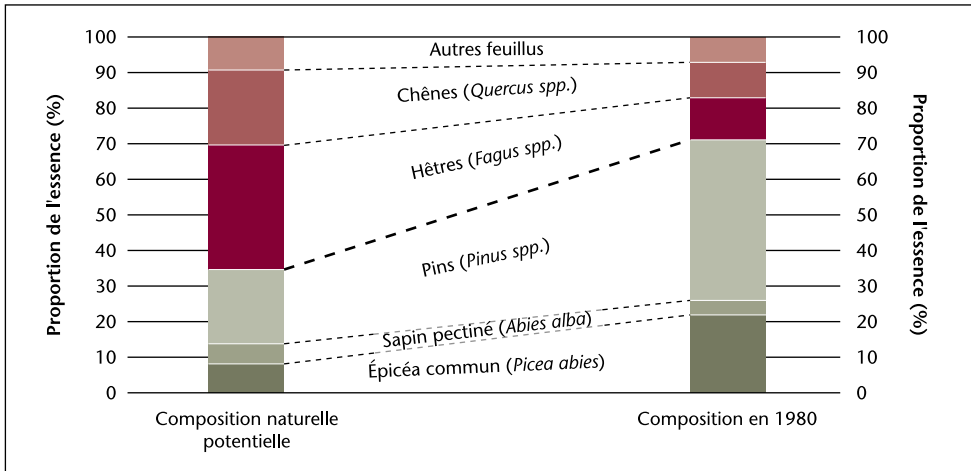 Proportion de l'essence (%)
100
90
80
70
60
50
40
30
20
10
0
Autres feuillus
Chênes (Quercus spp.)
Hêtres (Fagus spp.)
Pins (Pinus spp.)
Sapin pectiné (Abies alba)
Épicéa commun (Picea abies)
100
90
80
70
60
50
40
30
20
10
0
Proportion de l'essence (%)
Composition naturelle
potentielle
Composition en 1980